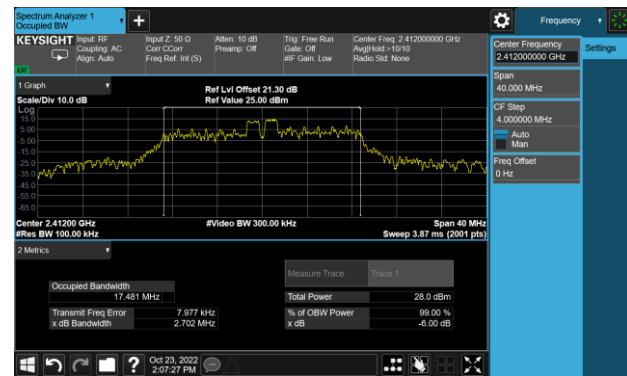 Spectrum Analyzer 1
Occupied BW
Frequency
KEYSIGHT
Input: RF
Coupling: AC
Align: Auto
Input Z: 50 Ω
Corr CCorr
Freq Ref: Int (S)
Atten: 10 dB
Preamp: Off
Trig: Free Run
Gate: Off
#IF Gain: Low
Center Freq: 2.412000000 GHz
Avg|Hold:>10/10
Radio Std: None
Center Frequency
2.412000000 GHz
Settings
Span
40.000 MHz
CF Step
4.000000 MHz
Auto
Man
Freq Offset
0 Hz
1 Graph
Scale/Div 10.0 dB
Ref Lvl Offset 21.30 dB
Ref Value 25.00 dBm
Log
15.0
5.00
-5.00
-15.0
-25.0
-35.0
-45.0
-55.0
-65.0
Center 2.41200 GHz
#Video BW 300.00 kHz
Span 40 MHz
#Res BW 100.00 kHz
Sweep 3.87 ms (2001 pts)
2 Metrics
Measure Trace
Trace 1
Occupied Bandwidth
17.481 MHz
Total Power
28.0 dBm
Transmit Freq Error
7.977 kHz
% of OBW Power
99.00 %
x dB Bandwidth
2.702 MHz
x dB
-6.00 dB
?
Oct 23, 2022
2:07:27 PM